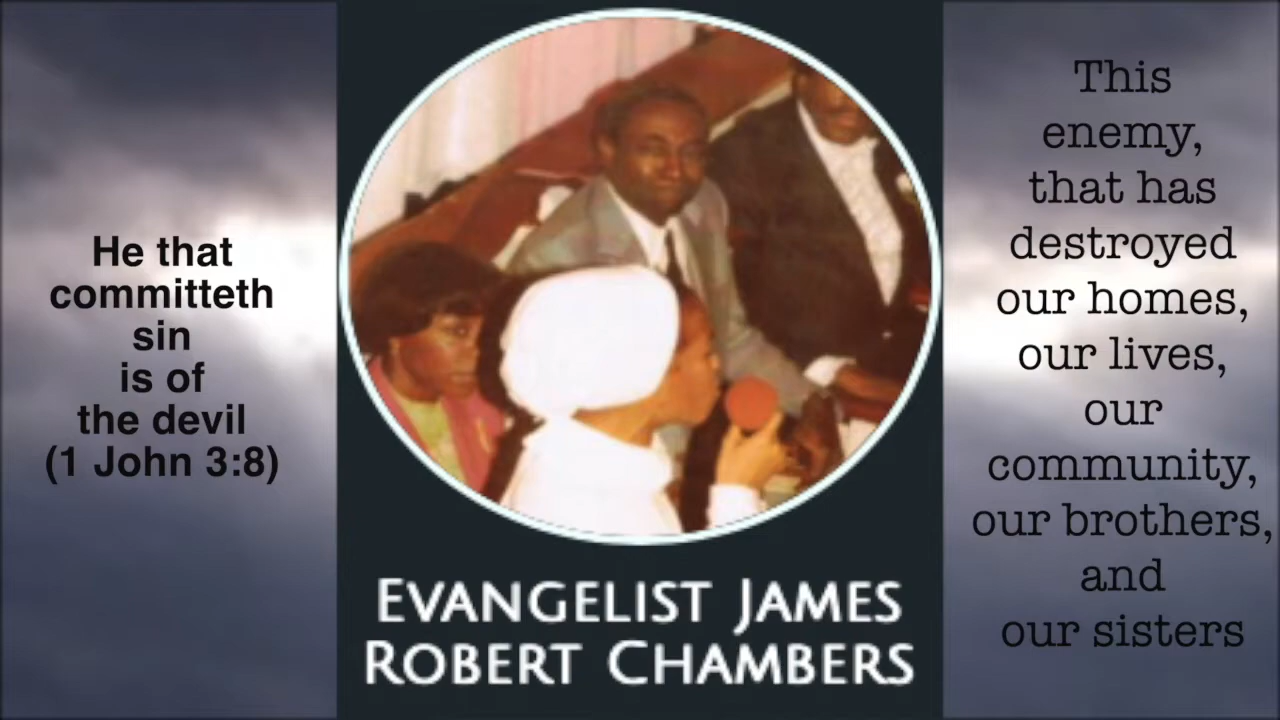 He that
committeth
sin
is of
the devil
(1 John 3:8)
EVANGELIST JAMES
ROBERT CHAMBERS
This
enemy,
that has
destroyed
our homes,
our lives,
our
community,
our brothers,
and
our sisters